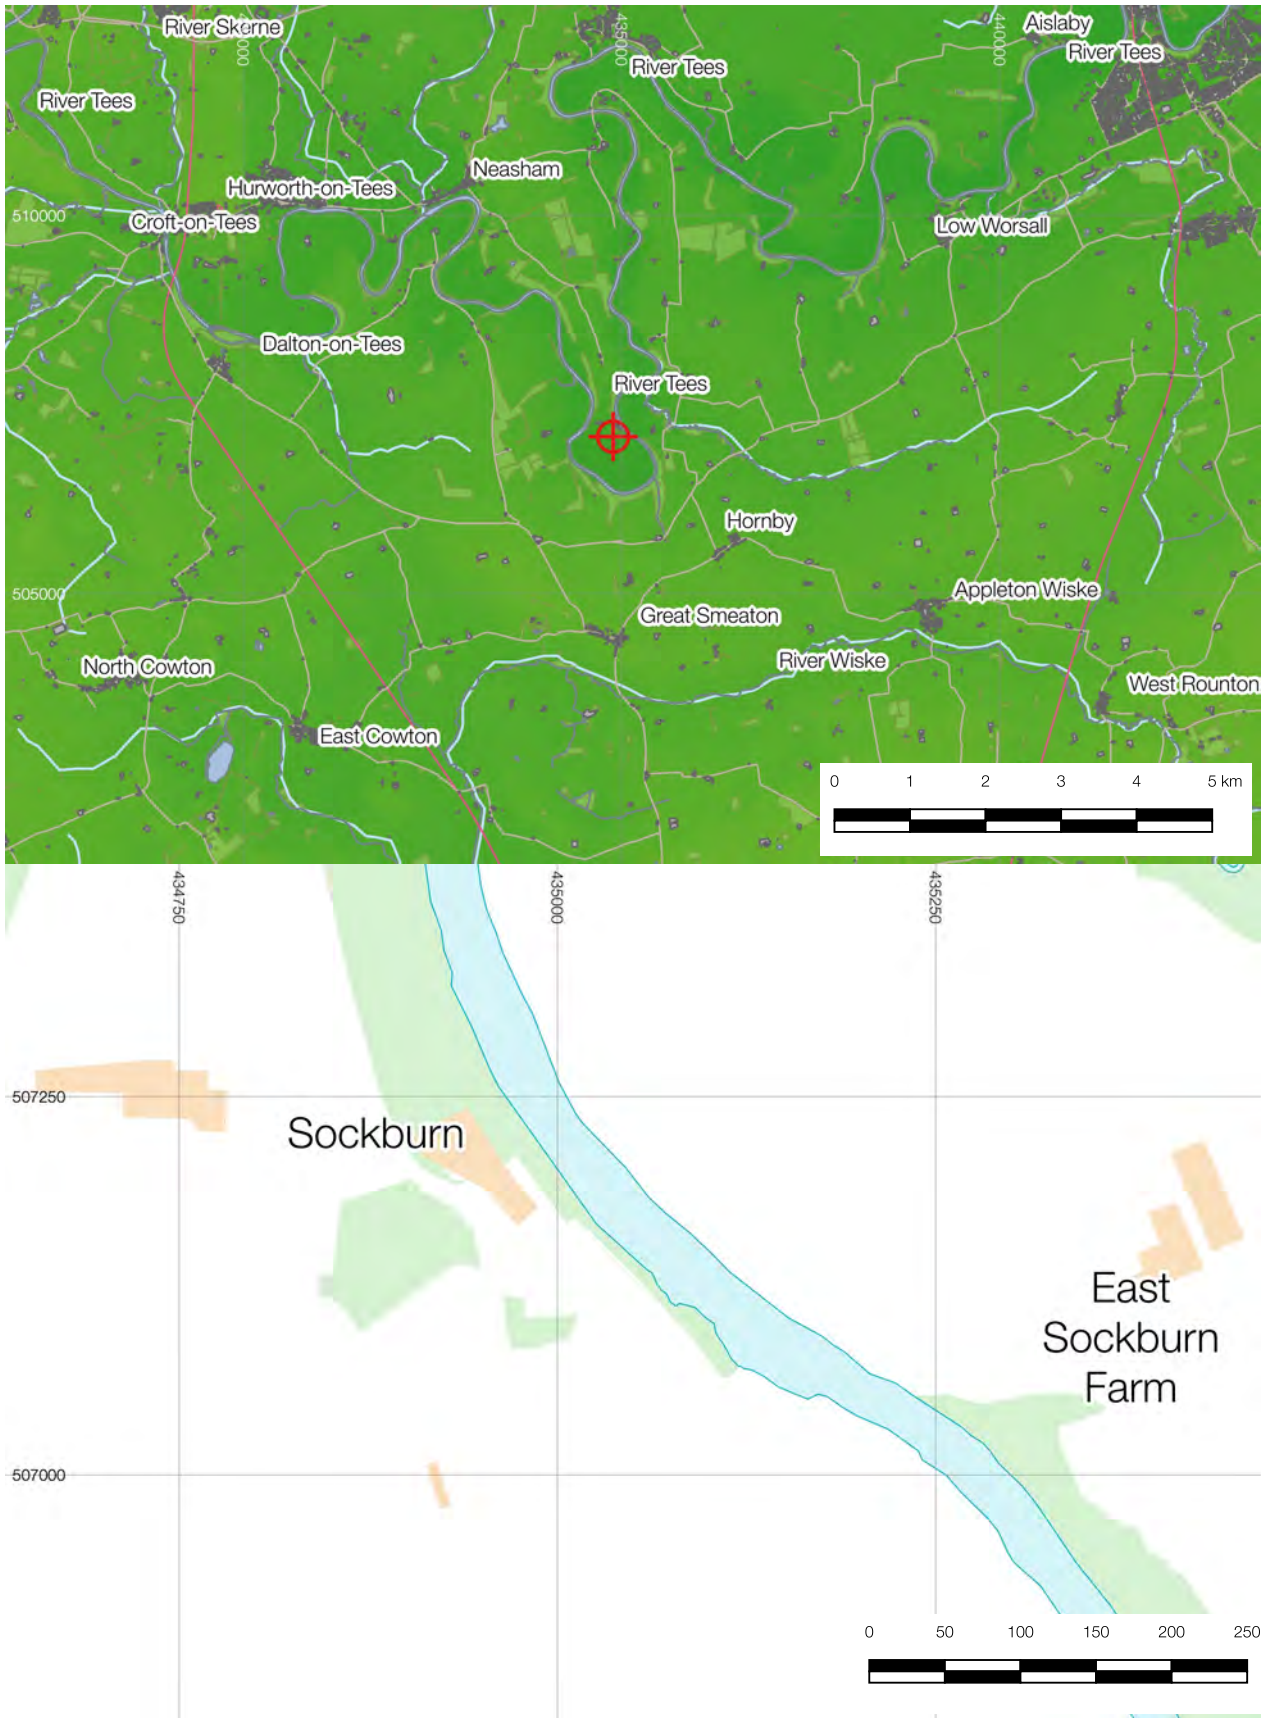 River Skerne
430000
435000
440000
Aislaby
River Tees
River Tees
River Tees
Neasham
Hurworth-on-Tees
510000
Croft-on-Tees
Low Worsall
Dalton-on-Tees
River Tees
Hornby
505000
Appleton Wiske
Great Smeaton
North Cowton
River Wiske
West Rounton
East Cowton
0 1 2 3 4 5 km
434750
435000
435250
507250
Sockburn
East
Sockburn
Farm
507000
0 50 100 150 200 250